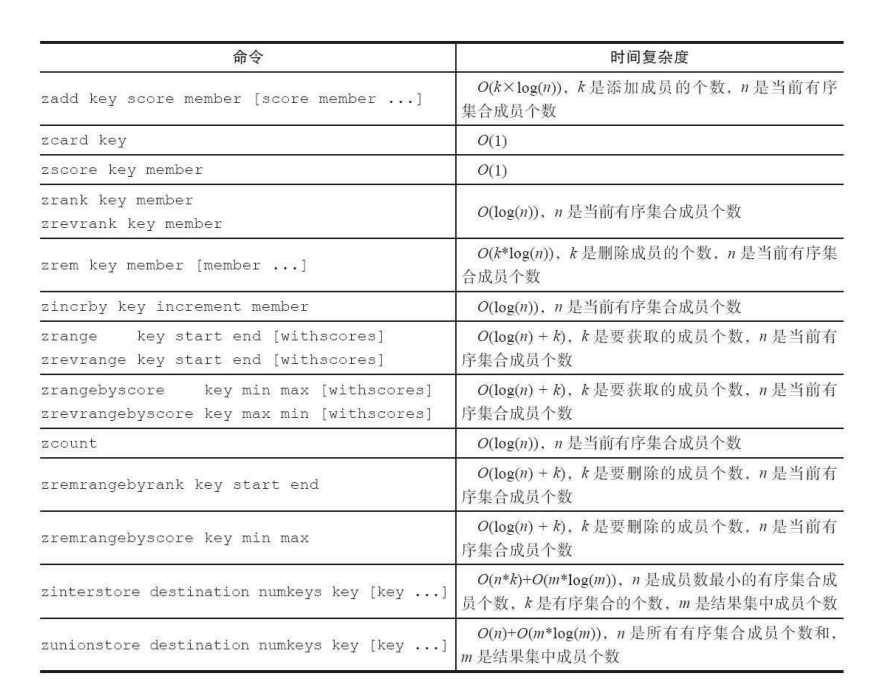 命令 时间复杂度
zadd key score member [score member ...] O(k×log(n))，k 是添加成员的个数，n 是当前有序
集合成员个数
zcard key O(1)
zscore key member O(1)
zrank key member
zrevrank key member
O(log(n))，n 是当前有序集合成员个数
zrem key member [member ...] O(k*log(n))，k 是删除成员的个数，n 是当前有序集
合成员个数
zincrby key increment member O(log(n))，n 是当前有序集合成员个数
zrange key start end [withscores]
zrevrange key start end [withscores]
O(log(n) + k)，k 是要获取的成员个数，n 是当前有
序集合成员个数
zrangebyscore key min max [withscores]
zrevrangebyscore key max min [withscores]
O(log(n) + k)，k 是要获取的成员个数，n 是当前有
序集合成员个数
zcount O(log(n))，n 是当前有序集合成员个数
zremrangebyrank key start end O(log(n) + k)，k 是要删除的成员个数，n 是当前有
序集合成员个数
zremrangebyscore key min max O(log(n) + k)，k 是要删除的成员个数，n 是当前有
序集合成员个数
zinterstore destination numkeys key [key ...] O(n*k)+O(m*log(m))，n 是成员数最小的有序集合成
员个数，k 是有序集合的个数，m 是结果集中成员个数
zunionstore destination numkeys key [key ...] O(n)+O(m*log(m))，n 是所有有序集合成员个数和，
m 是结果集中成员个数